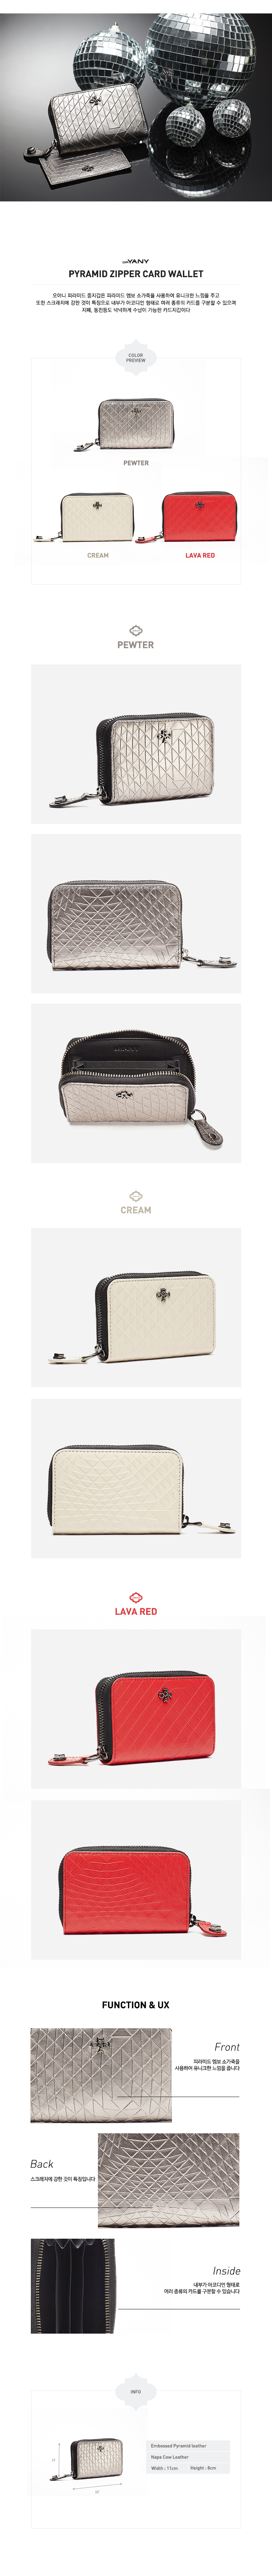 YANY
PYRAMID ZIPPER CARD WALLET
오야니 피라미드 컬지갑은 피라미드 엠보 소가죽을 사용하여 유니크한 느낌을 주고
또한 스크래치에 강한 것이 특징으로 내부가 아코디언 형태로 여러 종류의 카드를 구분할 수 있으며
지폐, 동전등도 넉넉하게 수납이 가능한 카드지갑이다
COLOR
PREVIEW
PEWTER
CREAM
LAVA RED
PEWTER
CREAM
LAVA RED
FUNCTION & UX
Front
피라미드 엠보 소가죽을
사용하여 유니크한 느낌을 줍니다
Back
스크래치에 강한 것이 특징입니다
Inside
내부가 아코디언 형태로
여러 종류의 카드를 구분할 수 있습니다
INFO
Embossed Pyramid leather
Napa Cow Leather
Width : 11cm Height : 8cm